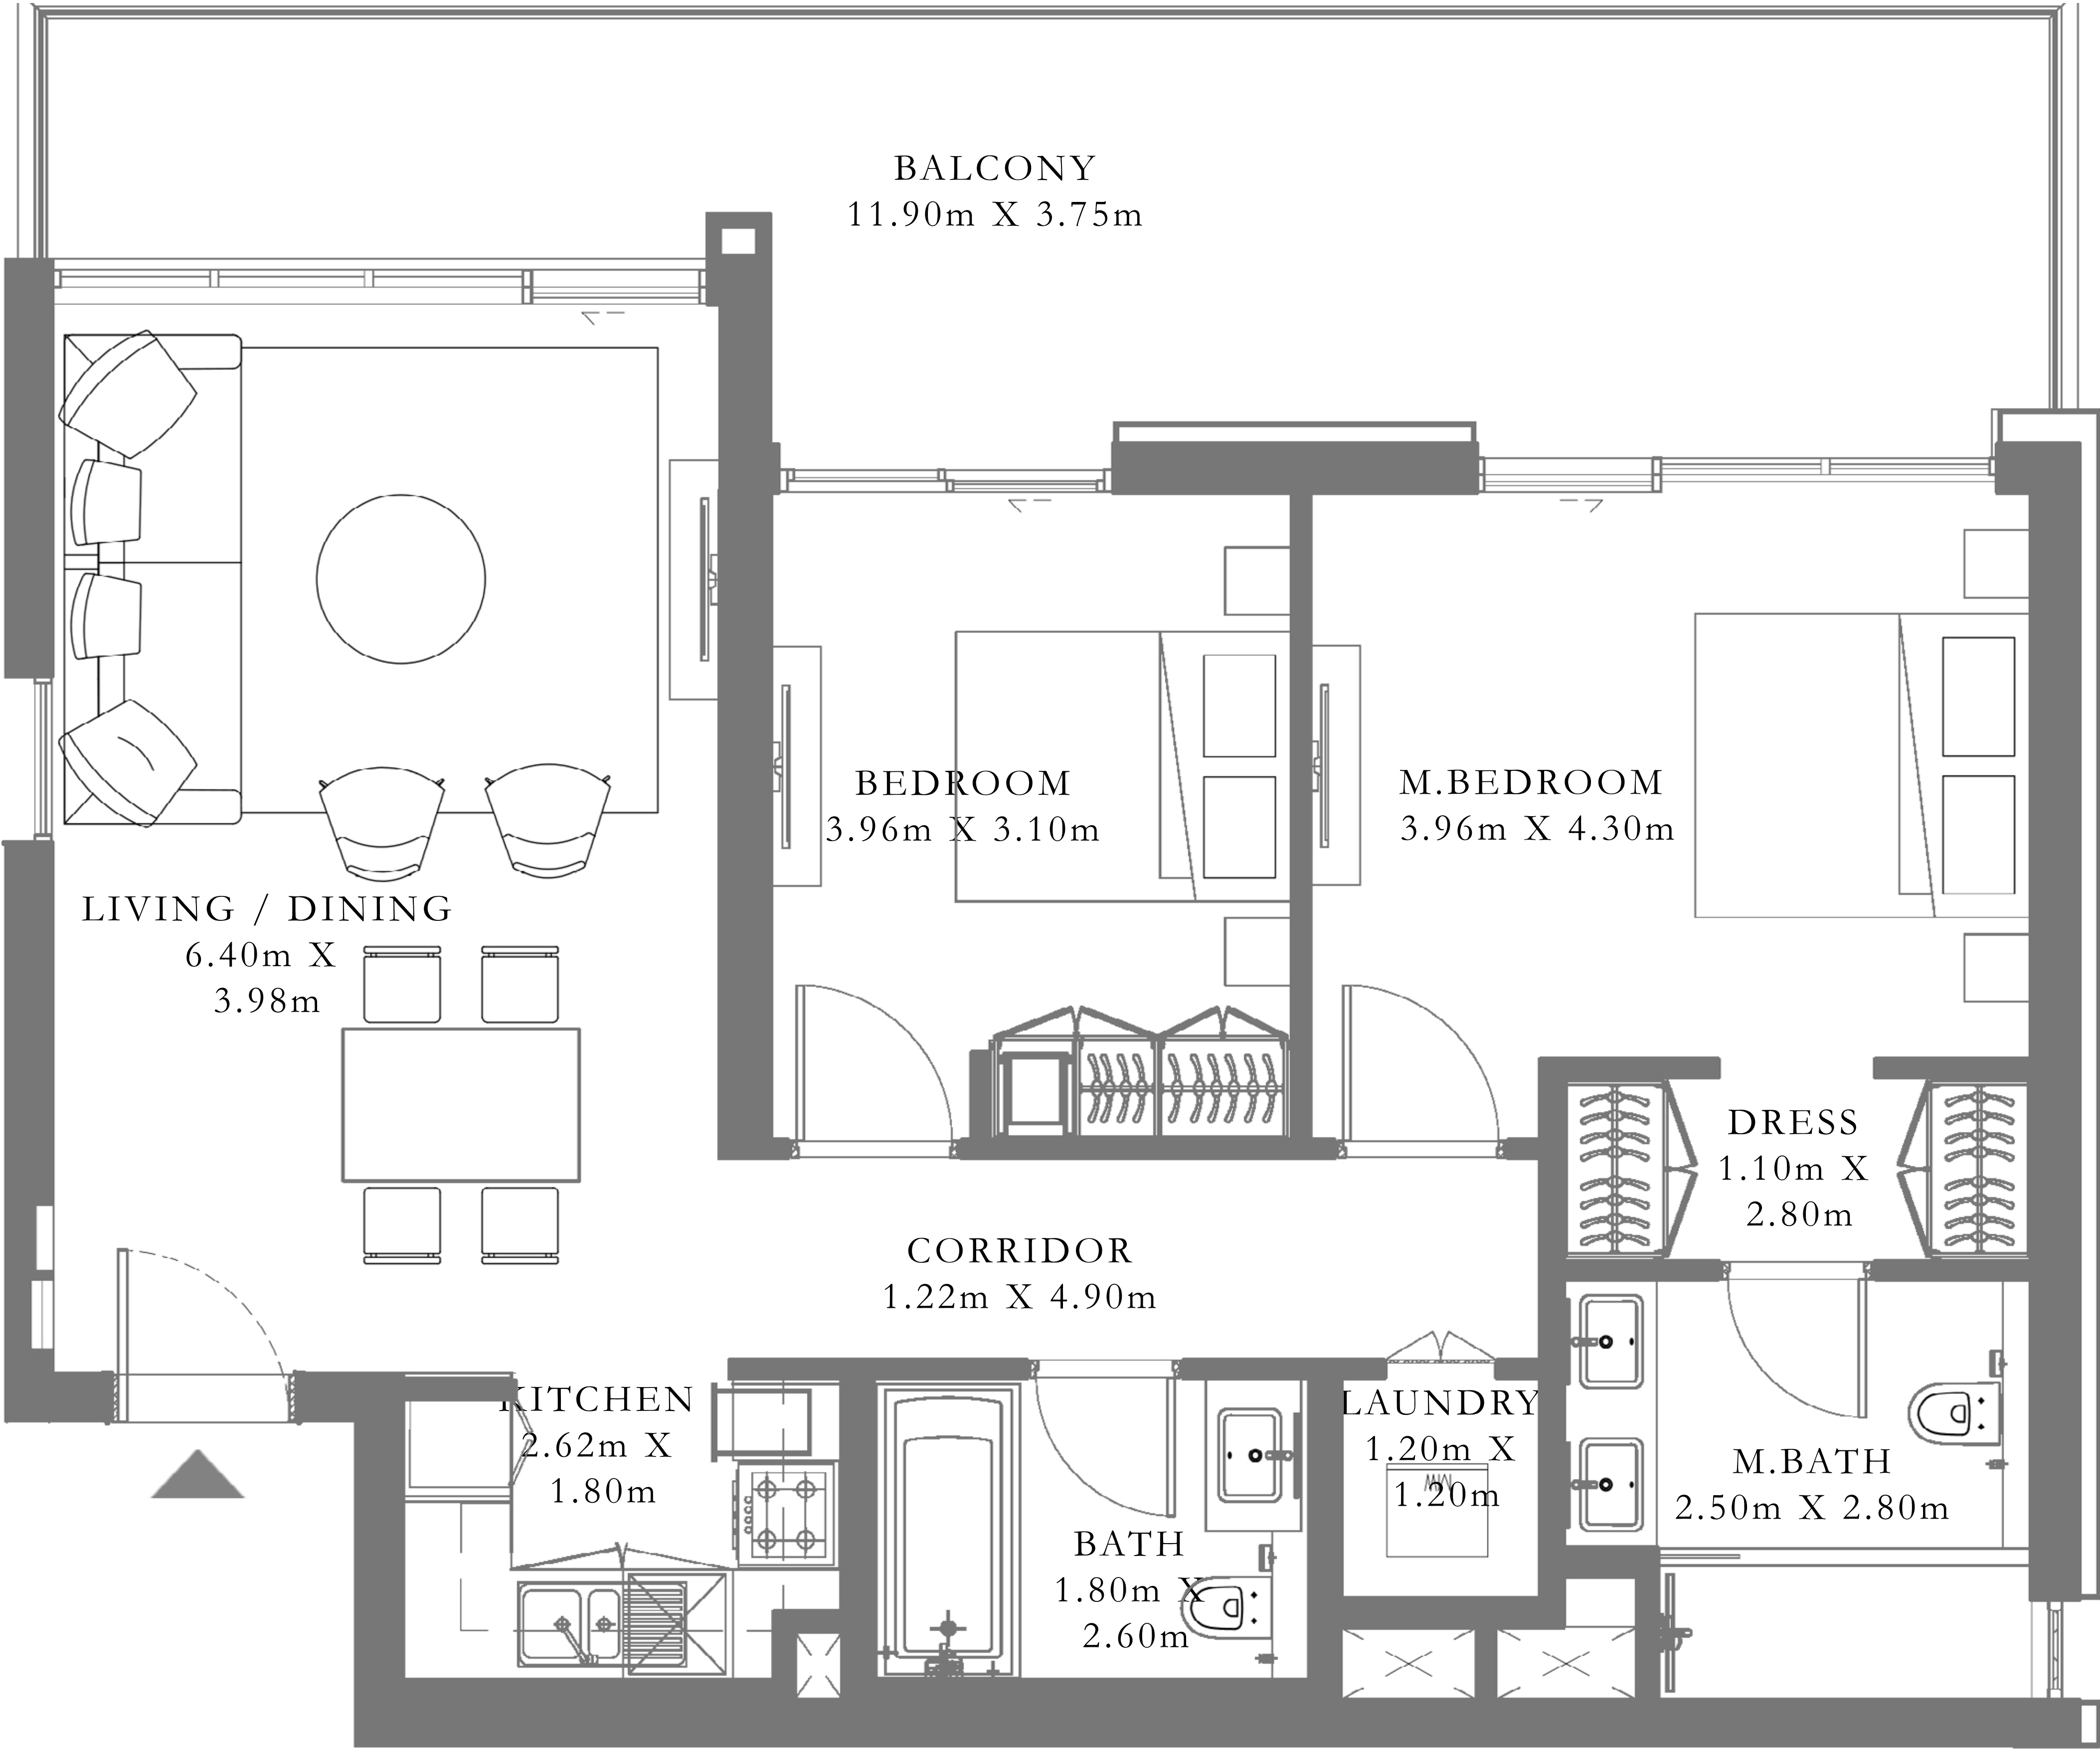 BALCONY
11.90m X 3.75m
BEDROOM
3.96m X 3.10m
M.BEDROOM
3.96m X 4.30m
LIVING / DINING
6.40m X
3.98m
DRESS
1.10m X
2.80m
CORRIDOR
1.22m X 4.90m
KITCHEN
2.62m X
1.80m
LAUNDRY
1.20m X
1.20m
M.BATH
2.50m X 2.80m
BATH
1.80m X
2.60m